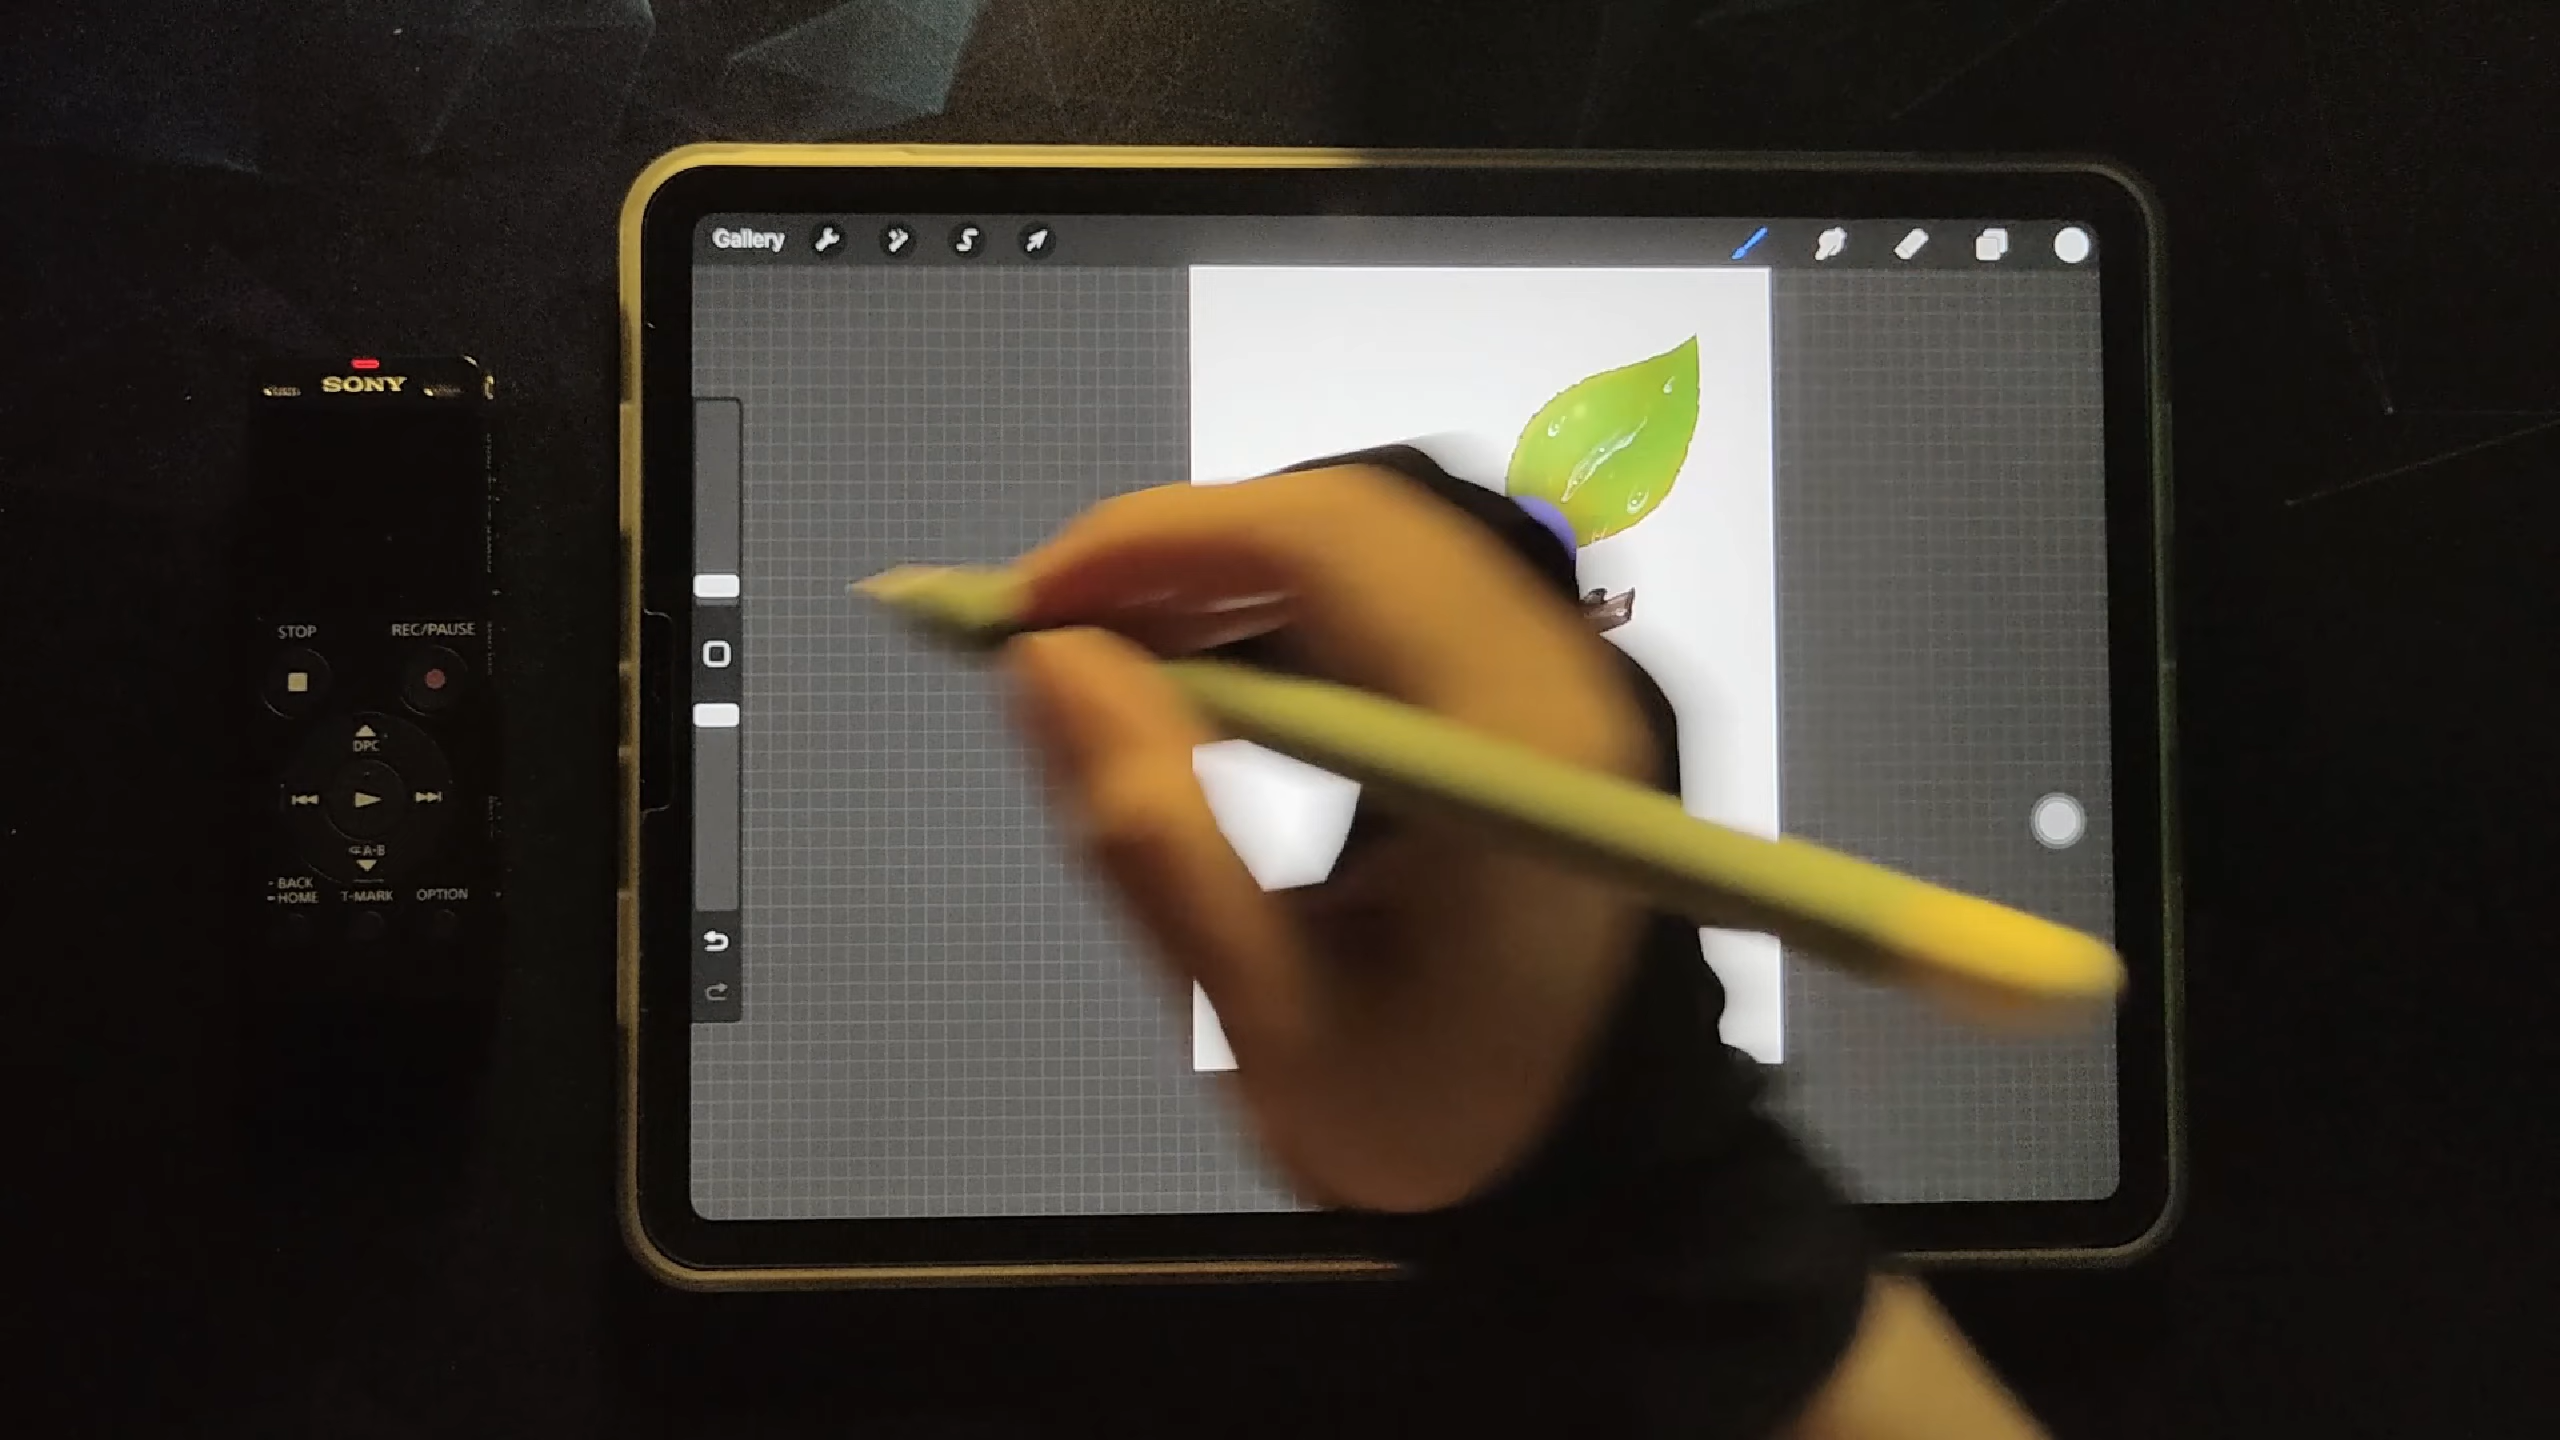 Gallery
SONY
STOP REC/PAUSE
DPC
A-B
BACK
HOME T-MARK OPTION